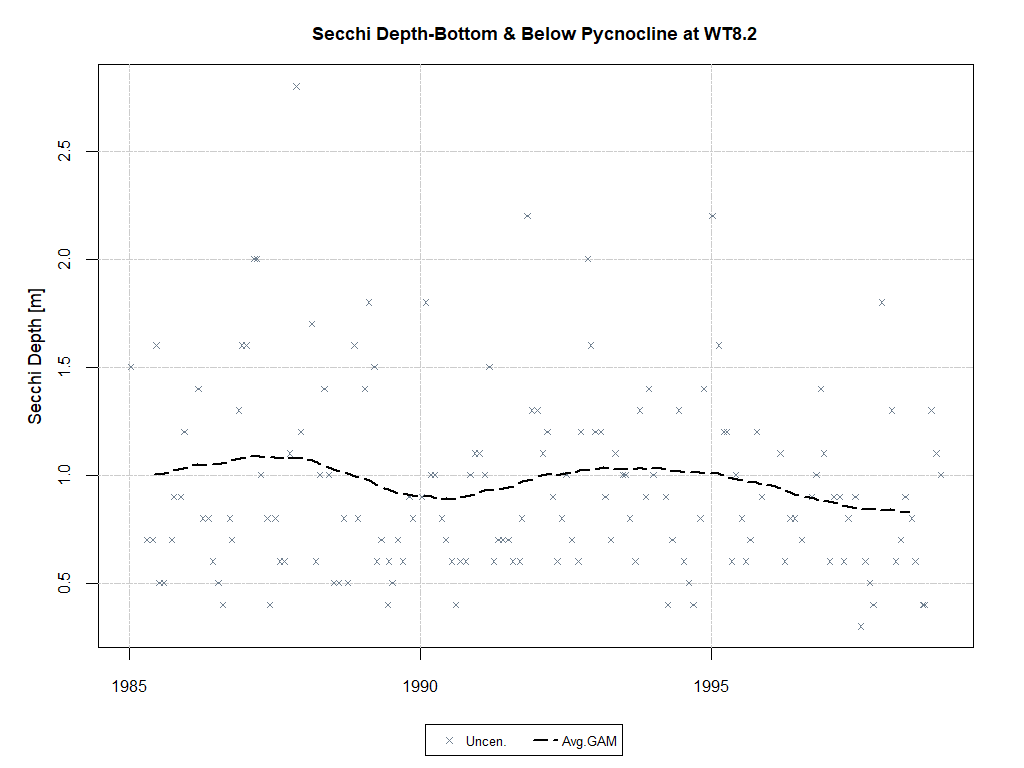 Secchi Depth-Bottom & Below Pycnocline at WT8.2
Secchi Depth [m]
2.5
2.0
1.5
1.0
0.5
1985 1990 1995
Uncen. Avg.GAM